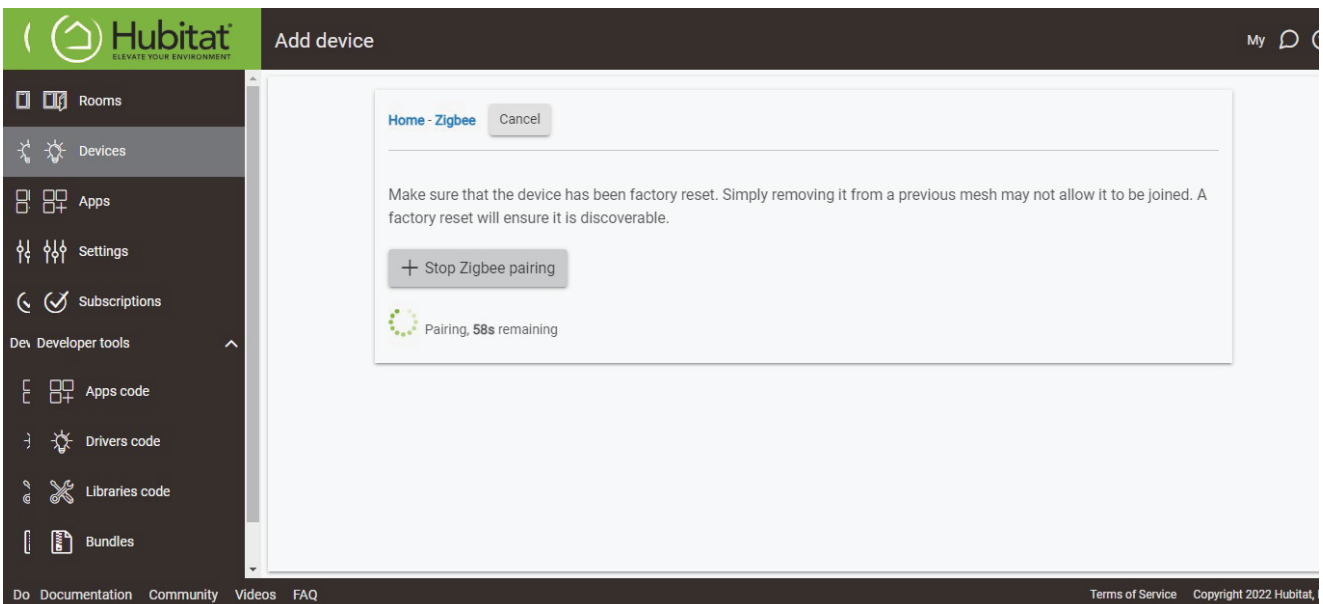 Hubitat
ELEVATE YOUR ENVIRONMENT
Add device
My
Rooms
Devices
Apps
Settings
Subscriptions
Dev Developer tools
Apps code
Drivers code
Libraries code
Bundles
Home - Zigbee Cancel
Make sure that the device has been factory reset. Simply removing it from a previous mesh may not allow it to be joined. A
factory reset will ensure it is discoverable.
+ Stop Zigbee pairing
Pairing, 58s remaining
Do Documentation Community Videos FAQ
Terms of Service Copyright 2022 Hubitat,